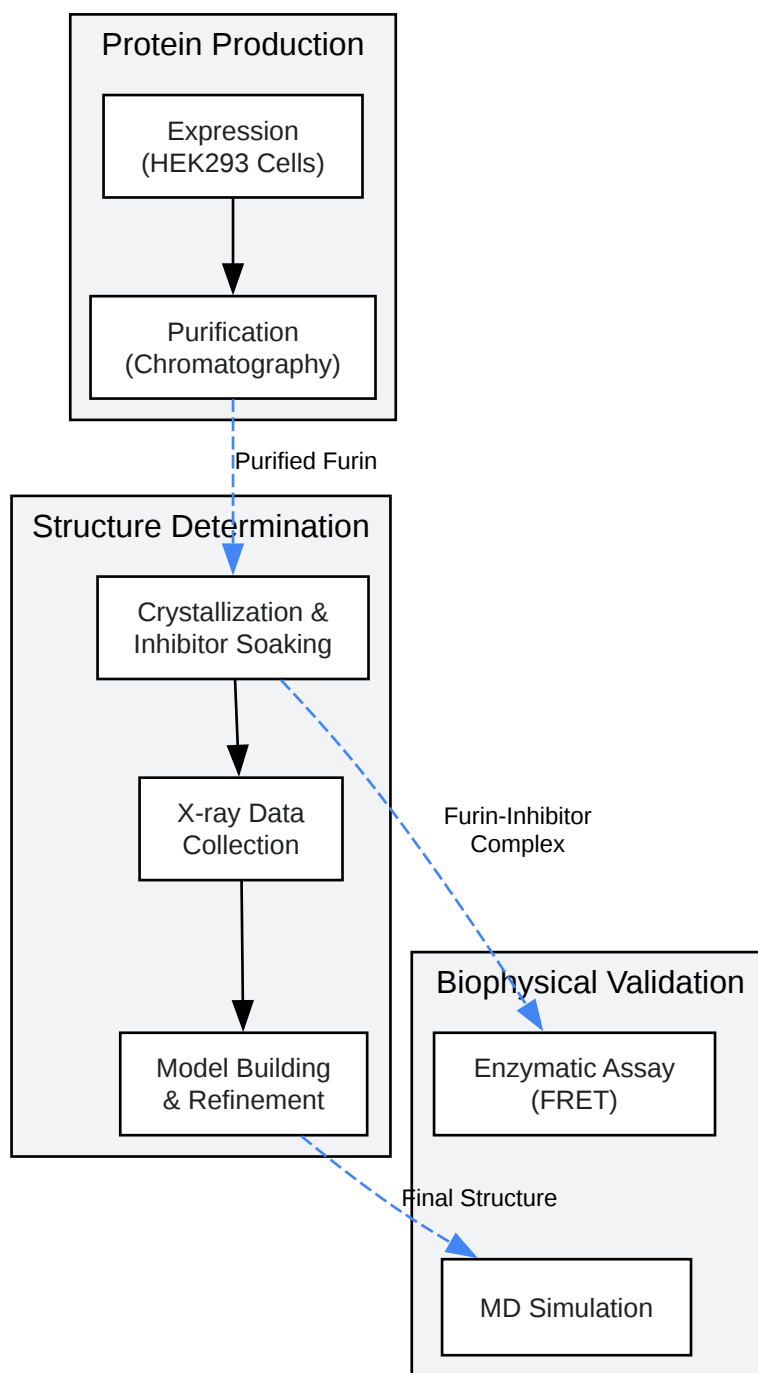 Protein Production
Expression
(HEK293 Cells)
Purification
(Chromatography)
Purified Furin
Structure Determination
Crystallization &
Inhibitor Soaking
X-ray Data
Collection
Furin-Inhibitor
Complex
Biophysical Validation
Model Building
& Refinement
Enzymatic Assay
(FRET)
Final Structure
MD Simulation